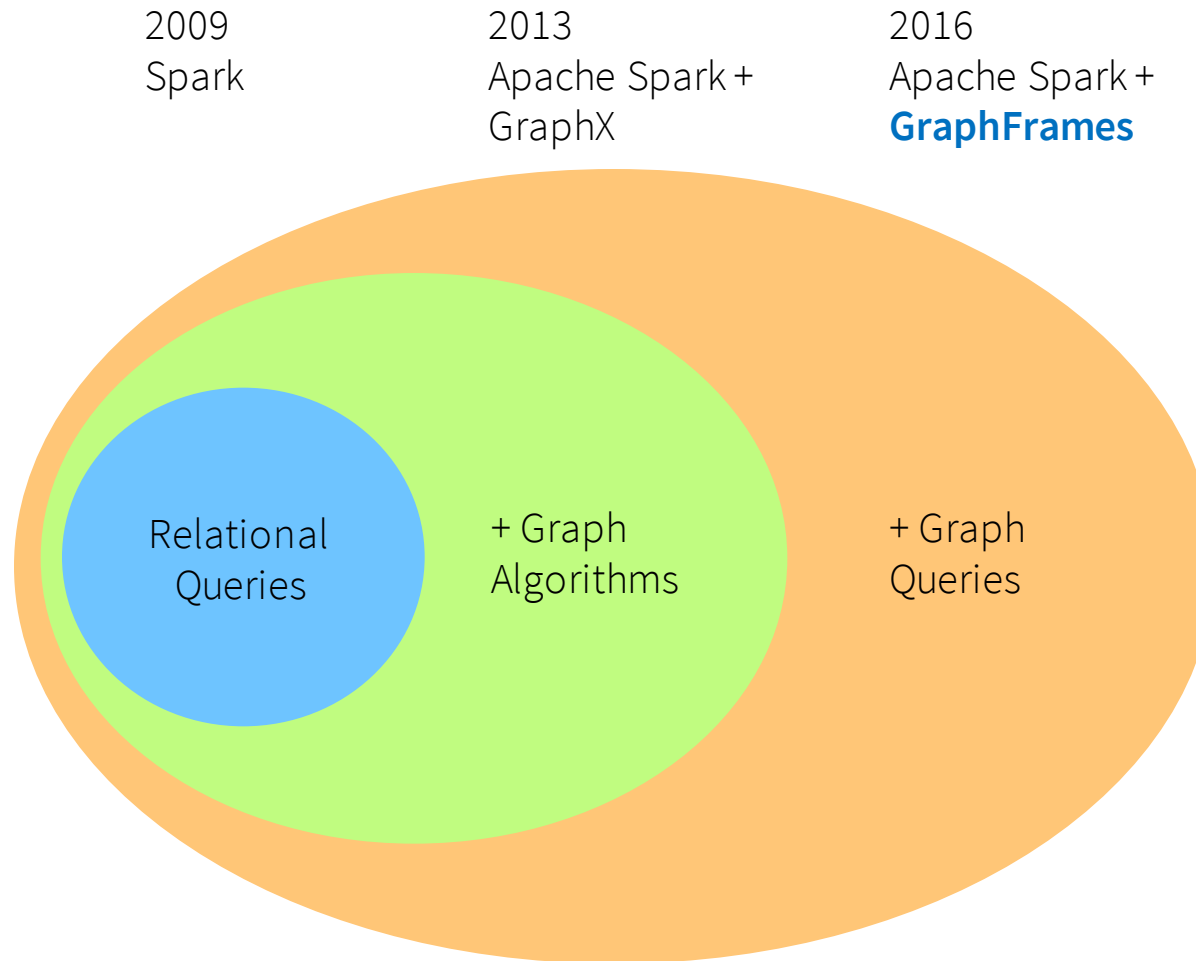 2009
Spark
2013
Apache Spark +
GraphX
2016
Apache Spark +
GraphFrames
Relational
Queries
+ Graph
Algorithms
+ Graph
Queries